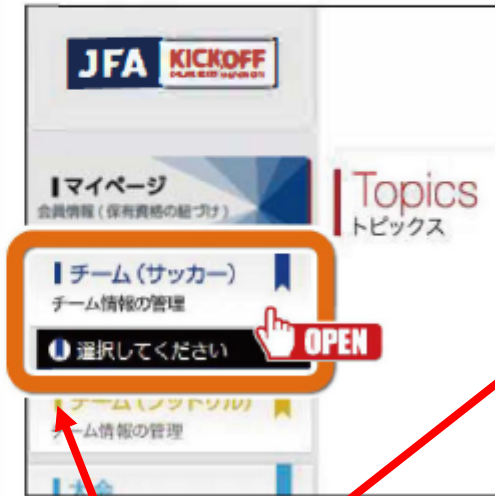 JFA KICKOFF
マイページ
会員情報(保有資格の紐づけ)
Topics
トピックス
チーム(サッカー)
チーム情報の管理
選択してください
OPEN
チーム(フットサル)
チーム情報の管理
大会